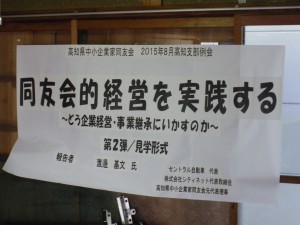 高知県中小企業家同友会　2015年8月高知支部例会
同友会的経営を実践する
～どう企業経営・事業継承にいかすのか～
第2弾／見学形式
報告者　渡邉　基文　氏
セントラル自動車　代表
株式会社シティネット代表取締役
高知県中小企業家同友会元代表理事